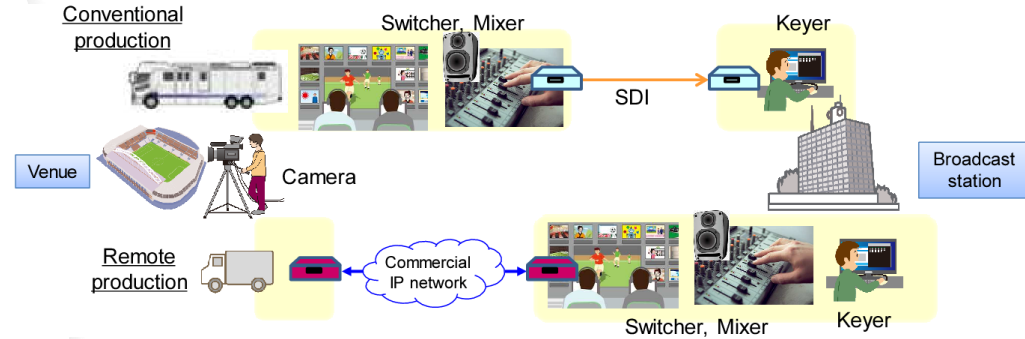 Conventional
production
Switcher, Mixer
Keyer
SDI
Venue
Camera
Broadcast
station
Remote
production
Commercial
IP network
Switcher, Mixer
Keyer